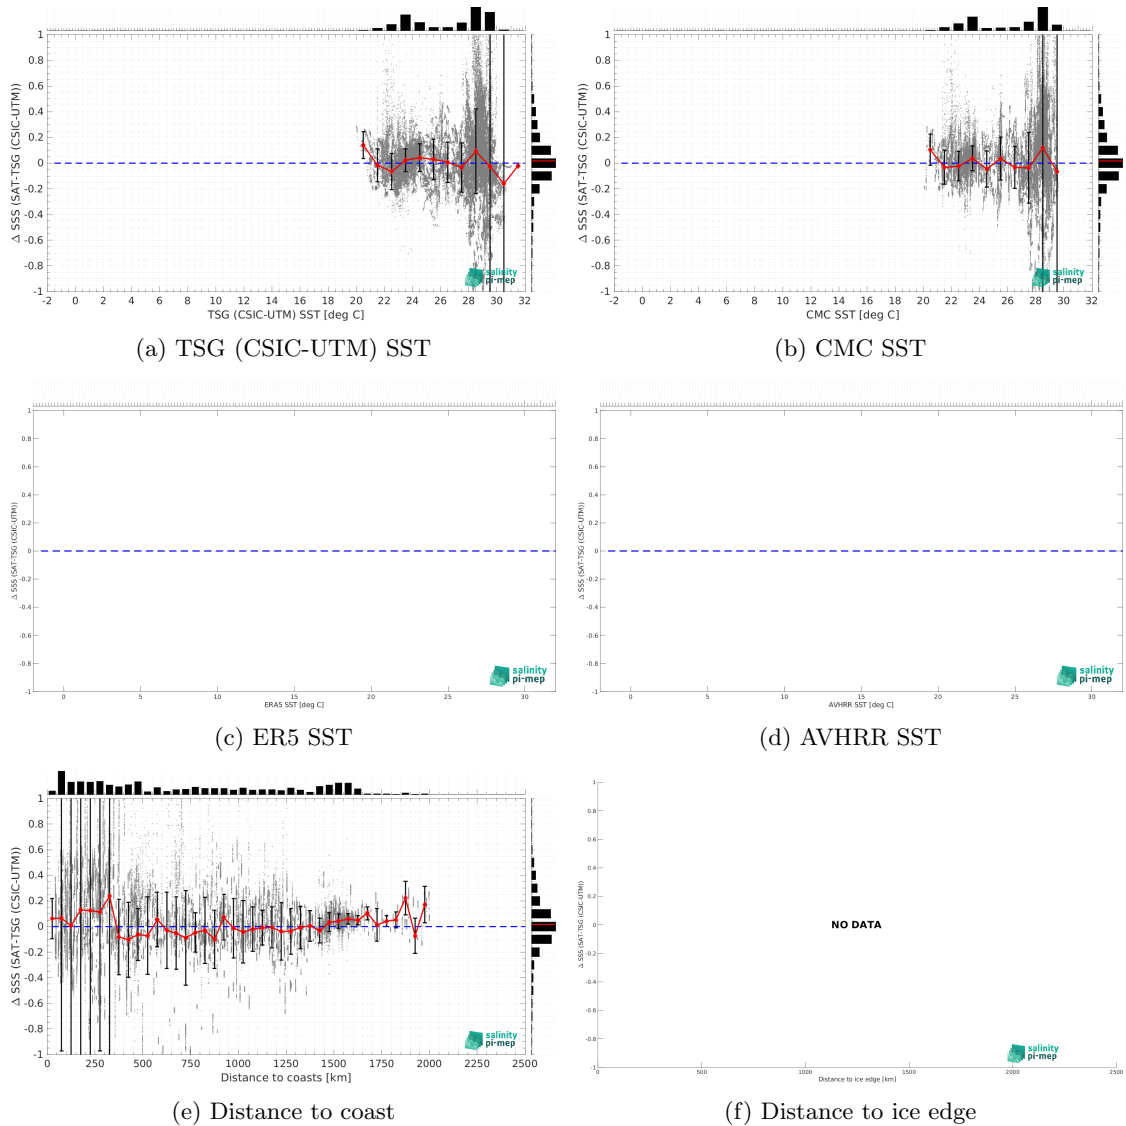 1
0.8
0.6
0.4
0.2
0
-0.2
-0.4
-0.6
-0.8
-1
Δ SSS (SAT-TSG (CSIC-UTM))
-2 0 2 4 6 8 10 12 14 16 18 20 22 24 26 28 30 32
TSG (CSIC-UTM) SST [deg C]
salinity
pi-mep
(a) TSG (CSIC-UTM) SST
1
0.8
0.6
0.4
0.2
0
-0.2
-0.4
-0.6
-0.8
-1
Δ SSS (SAT-TSG (CSIC-UTM))
-2 0 2 4 6 8 10 12 14 16 18 20 22 24 26 28 30 32
CMC SST [deg C]
salinity
pi-mep
(b) CMC SST
1
0.8
0.6
0.4
0.2
0
-0.2
-0.4
-0.6
-0.8
-1
Δ SSS (SAT-TSG (CSIC-UTM))
0 5 10 15 20 25 30
ERA5 SST [deg C]
salinity
pi-mep
(c) ER5 SST
1
0.8
0.6
0.4
0.2
0
-0.2
-0.4
-0.6
-0.8
-1
Δ SSS (SAT-TSG (CSIC-UTM))
0 5 10 15 20 25 30
AVHRR SST [deg C]
salinity
pi-mep
(d) AVHRR SST
1
0.8
0.6
0.4
0.2
0
-0.2
-0.4
-0.6
-0.8
-1
Δ SSS (SAT-TSG (CSIC-UTM))
0 250 500 750 1000 1250 1500 1750 2000 2250 2500
Distance to coasts [km]
salinity
pi-mep
(e) Distance to coast
1
0.8
0.6
0.4
0.2
0
-0.2
-0.4
-0.6
-0.8
-1
Δ SSS (SAT-TSG (CSIC-UTM))
NO DATA
0 500 1000 1500 2000 2500
Distance to ice edge [km]
salinity
pi-mep
(f) Distance to ice edge